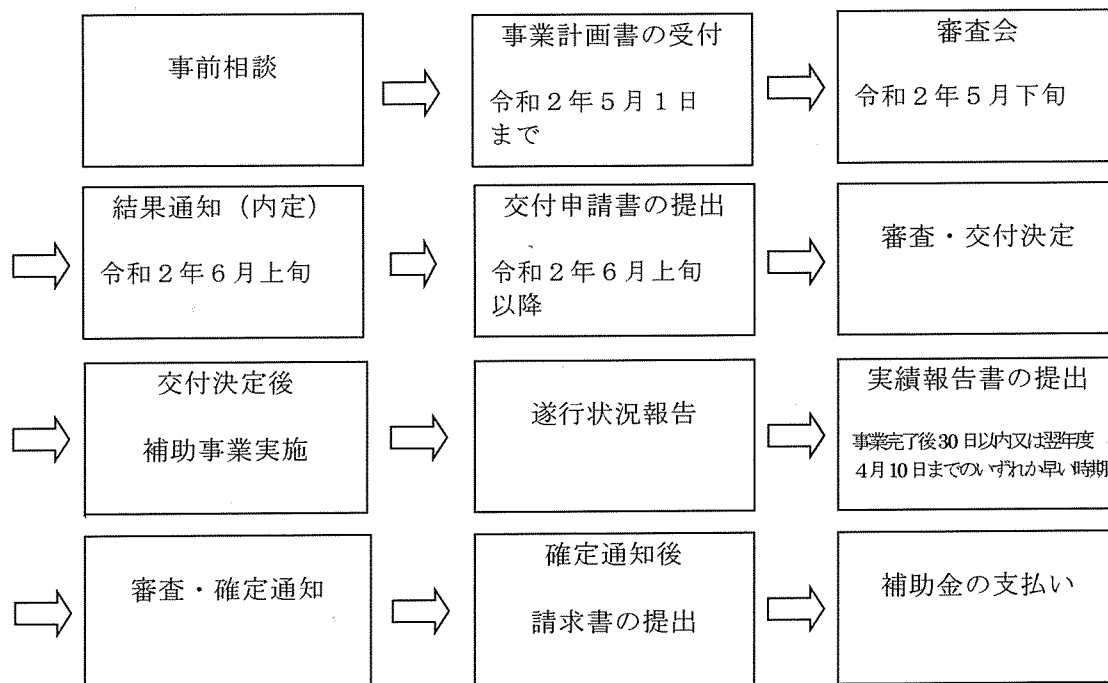 事前相談
事業計画書の受付
令和２年５月１日
まで
審査会
令和２年５月下旬
結果通知（内定）
令和２年６月上旬
交付申請書の提出
令和２年６月上旬
以降
審査・交付決定
交付決定後
補助事業実施
遂行状況報告
実績報告書の提出
事業完了後30日以内又は翌年度
４月10日までのいずれか早い時期
審査・確定通知
確定通知後
請求書の提出
補助金の支払い